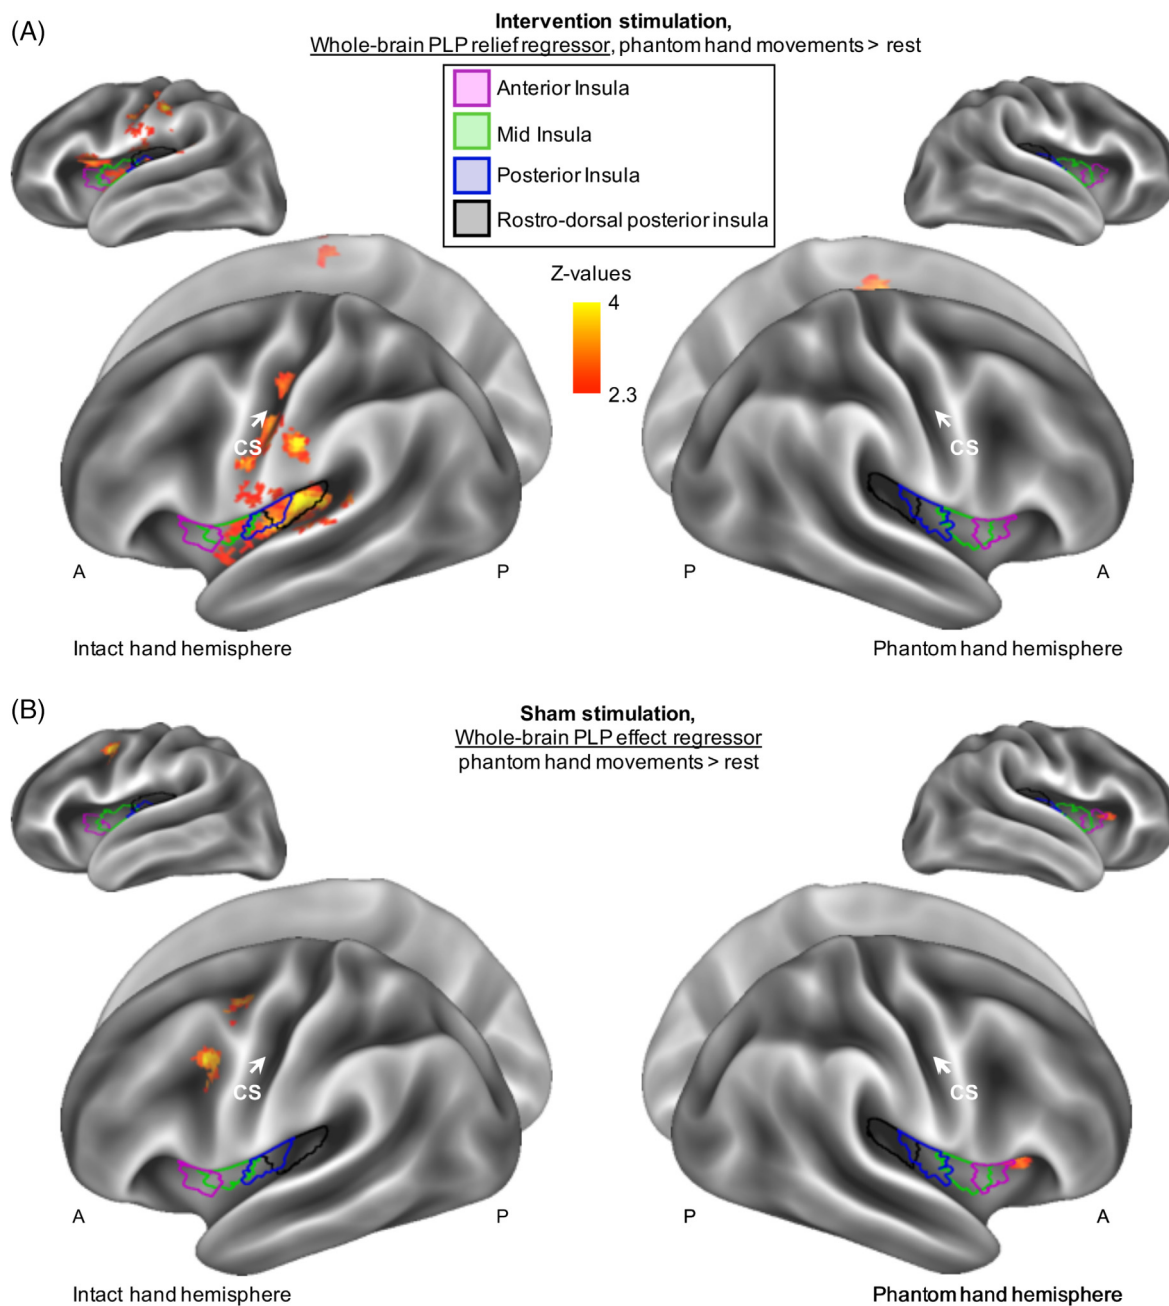 (A)
Intervention stimulation,
Whole-brain PLP relief regressor, phantom hand movements > rest
Anterior Insula
Mid Insula
Posterior Insula
Rostro-dorsal posterior insula
Z-values
4
2.3
CS
CS
A
P
P
A
Intact hand hemisphere
Phantom hand hemisphere
(B)
Sham stimulation,
Whole-brain PLP effect regressor
phantom hand movements > rest
CS
CS
A
P
P
A
Intact hand hemisphere
Phantom hand hemisphere